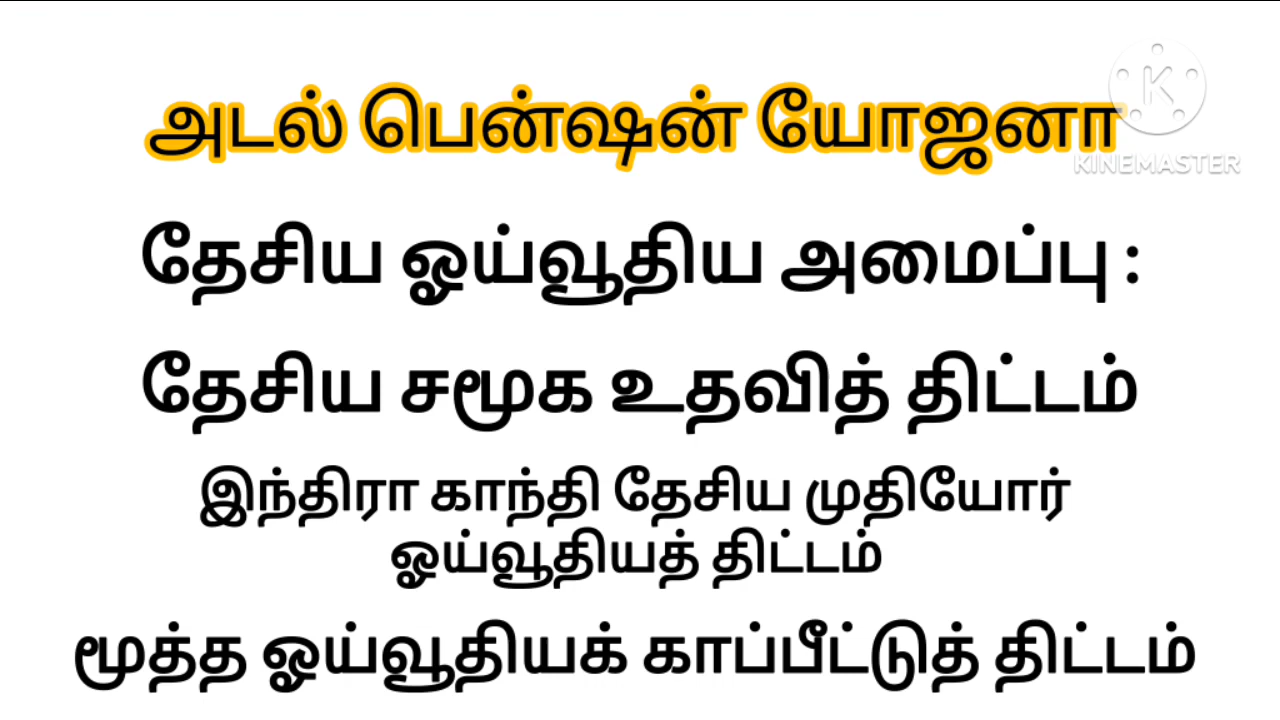 அடல் பென்ஷன் யோஜனா
KINEMASTER
தேசிய ஓய்வூதிய அமைப்பு :
தேசிய சமூக உதவித் திட்டம்
இந்திரா காந்தி தேசிய முதியோர்
ஓய்வூதியத் திட்டம்
மூத்த ஓய்வூதியக் காப்பீட்டுத் திட்டம்